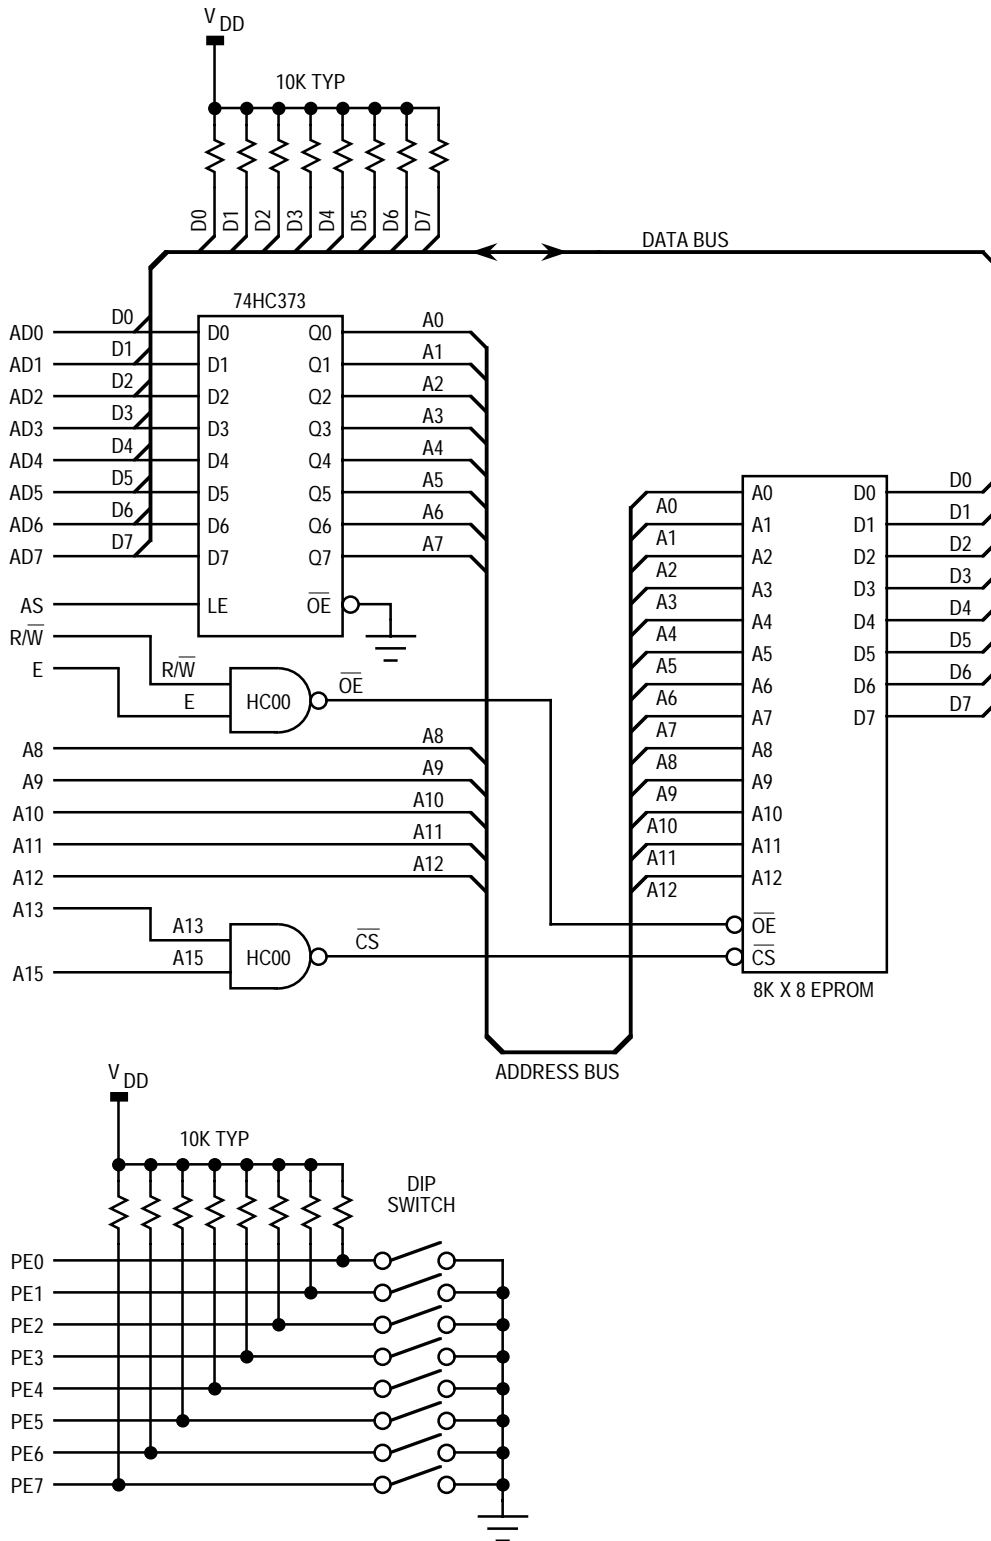 V DD
10K TYP
D0 D1 D2 D3 D4 D5 D6 D7
DATA BUS
74HC373
AD0 D0 D0 Q0 A0
AD1 D1 D1 Q1 A1
AD2 D2 D2 Q2 A2
AD3 D3 D3 Q3 A3
AD4 D4 D4 Q4 A4
AD5 D5 D5 Q5 A5
AD6 D6 D6 Q6 A6
AD7 D7 D7 Q7 A7
AS LE O̅E̅
R/W̅
E
R/W̅
E
HC00
O̅E̅
A8 A8
A9 A9
A10 A10
A11 A11
A12 A12
A13
A15
A13
A15
HC00
C̅S̅
A0 A0 D0 D0
A1 A1 D1 D1
A2 A2 D2 D2
A3 A3 D3 D3
A4 A4 D4 D4
A5 A5 D5 D5
A6 A6 D6 D6
A7 A7 D7 D7
A8 A8
A9 A9
A10 A10
A11 A11
A12 A12
O̅E̅
C̅S̅
8K X 8 EPROM
ADDRESS BUS
V DD
10K TYP
DIP
SWITCH
PE0
PE1
PE2
PE3
PE4
PE5
PE6
PE7